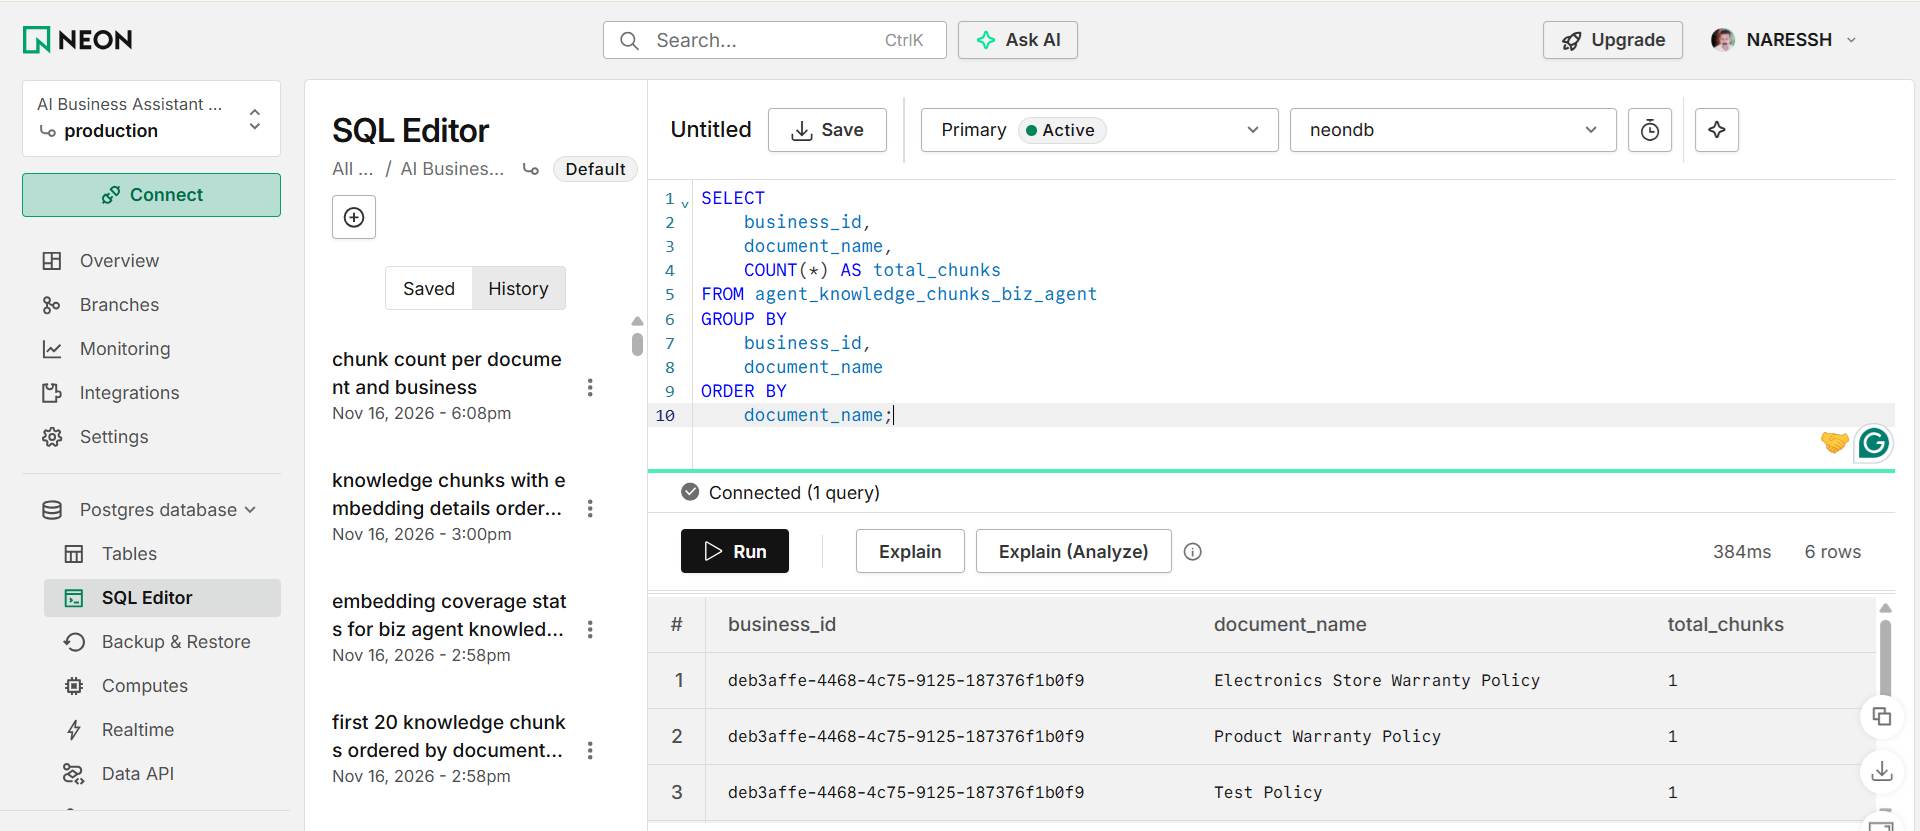 NEON
Search...
CtrlK
Ask AI
Upgrade
NARESSH
AI Business Assistant ...
production
Connect
Overview
Branches
Monitoring
Integrations
Settings
Postgres database
Tables
SQL Editor
Backup & Restore
Computes
Realtime
Data API
SQL Editor
All ... / AI Busines...
Default
Saved
History
chunk count per docume
nt and business
Nov 16, 2026 - 6:08pm
knowledge chunks with e
mbedding details order...
Nov 16, 2026 - 3:00pm
embedding coverage stat
s for biz agent knowled...
Nov 16, 2026 - 2:58pm
first 20 knowledge chunk
s ordered by document...
Nov 16, 2026 - 2:58pm
Untitled
Save
Primary
Active
neondb
1 SELECT
2 business_id,
3 document_name,
4 COUNT(*) AS total_chunks
5 FROM agent_knowledge_chunks_biz_agent
6 GROUP BY
7 business_id,
8 document_name
9 ORDER BY
10 document_name;
Connected (1 query)
Run
Explain
Explain (Analyze)
384ms
6 rows
# business_id document_name total_chunks
1 deb3affe-4468-4c75-9125-187376f1b0f9 Electronics Store Warranty Policy 1
2 deb3affe-4468-4c75-9125-187376f1b0f9 Product Warranty Policy 1
3 deb3affe-4468-4c75-9125-187376f1b0f9 Test Policy 1